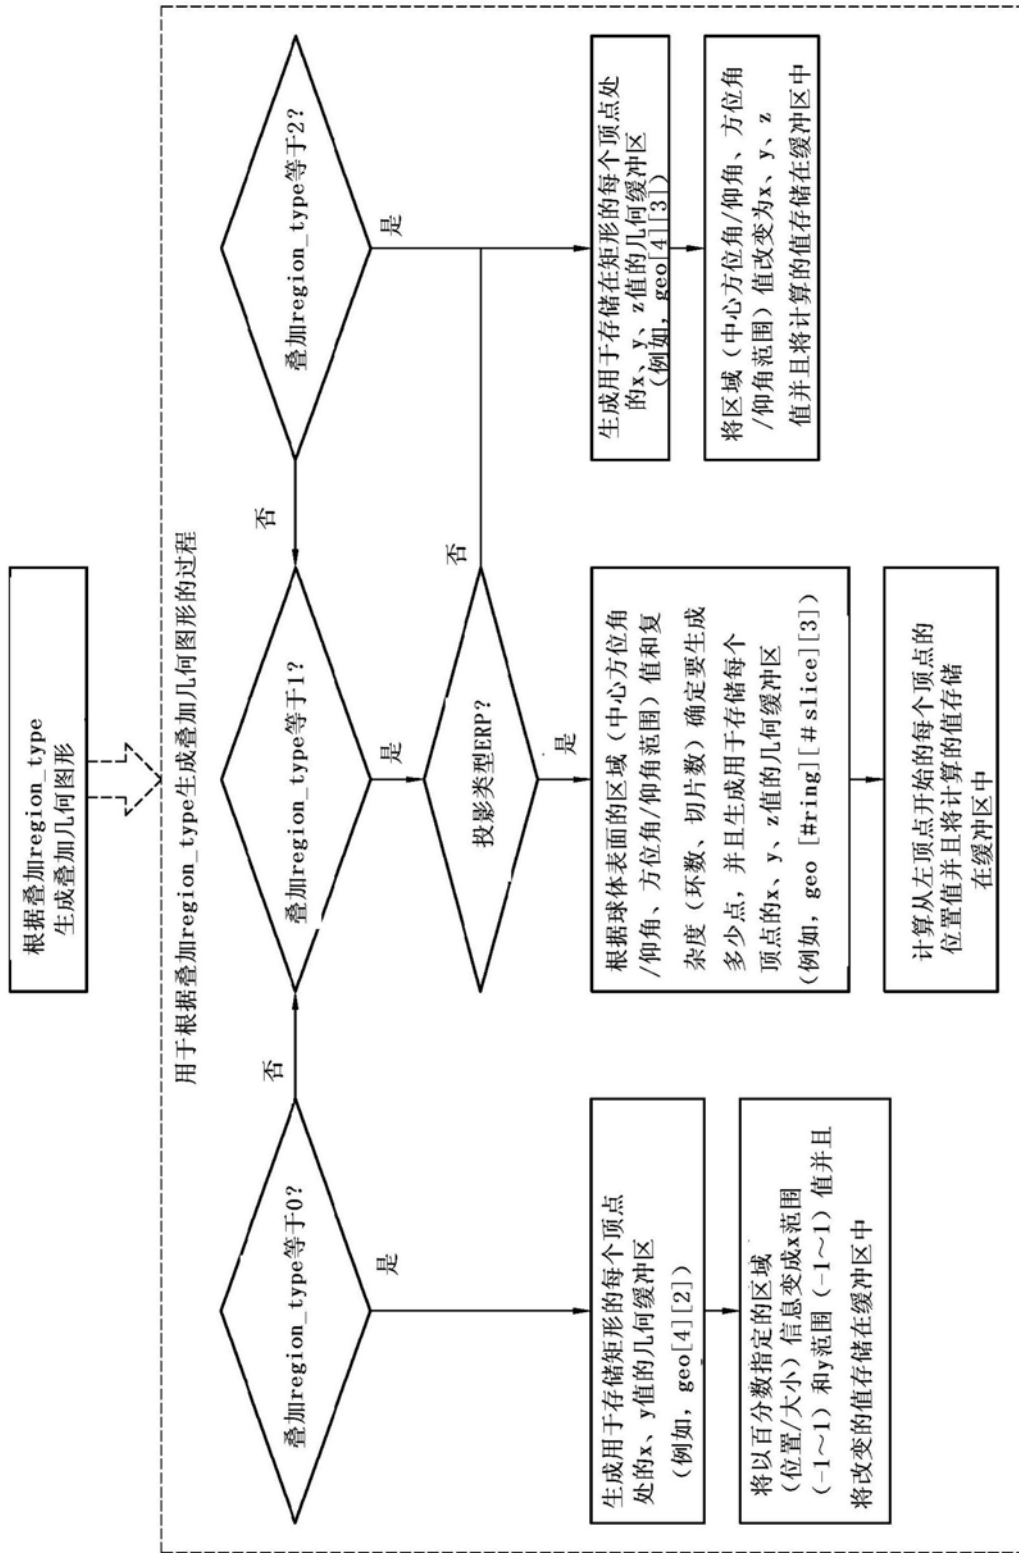 根据叠加region_type
生成叠加几何图形
用于根据叠加region_type生成叠加几何图形的过程
叠加region_type等于0?
否
是
叠加region_type等于1?
是
否
叠加region_type等于2?
是
投影类型ERP?
否
是
生成用于存储矩形的每个顶点
处的x、y值的几何缓冲区
(例如, geo[4][2])
将以百分数指定的区域
(位置/大小) 信息变成x范围
(-1~1) 和y范围 (-1~1) 值并且
将改变的值存储在缓冲区中
根据球体表面的区域 (中心方位角
/仰角、方位角/仰角范围) 值和复
杂度 (环数、切片数) 确定要生成
多少点, 并且生成用于存储每个
顶点的x、y、z值的几何缓冲区
(例如, geo [#ring][#slice][3])
计算从左顶点开始的每个顶点的
位置值并且将计算的值存储
在缓冲区中
生成用于存储在矩形的每个顶点处
的x、y、z值的几何缓冲区
(例如, geo[4][3])
将区域 (中心方位角/仰角、方位角
/仰角范围) 值改变为x、y、z
值并且将计算的值存储在缓冲区中